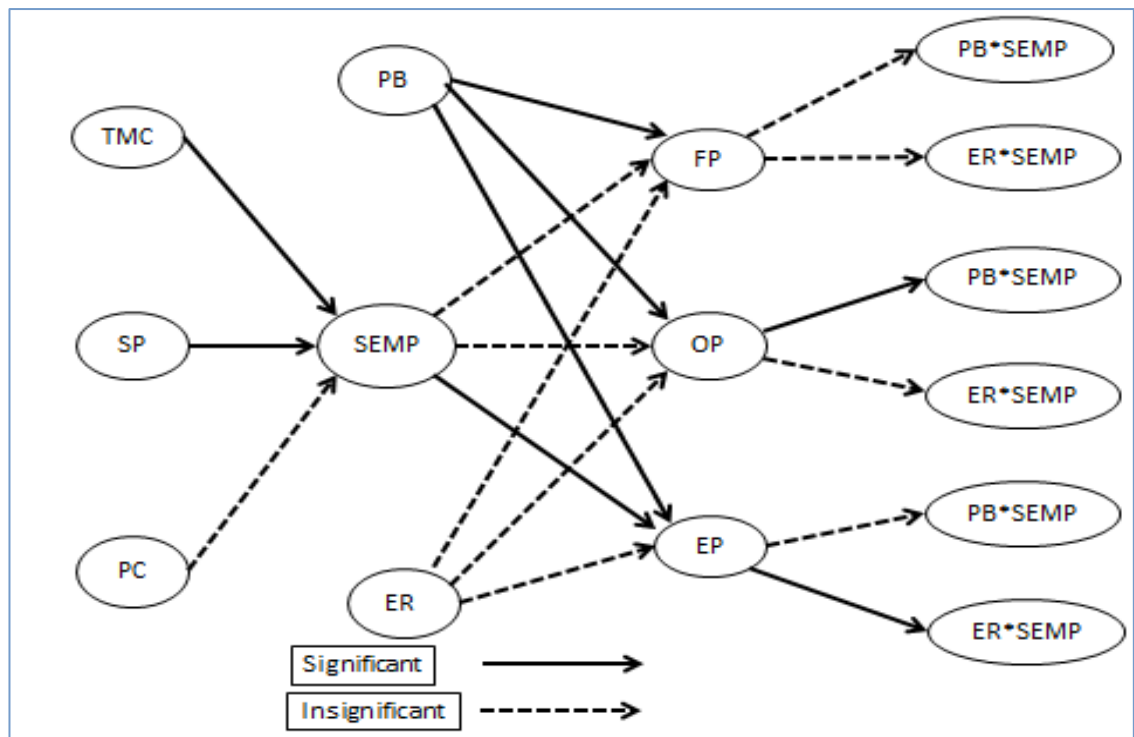 PB
PB*SEMP
TMC
FP
ER*SEMP
PB*SEMP
SP
SEMP
OP
ER*SEMP
PB*SEMP
EP
PC
ER
ER*SEMP
Significant
Insignificant